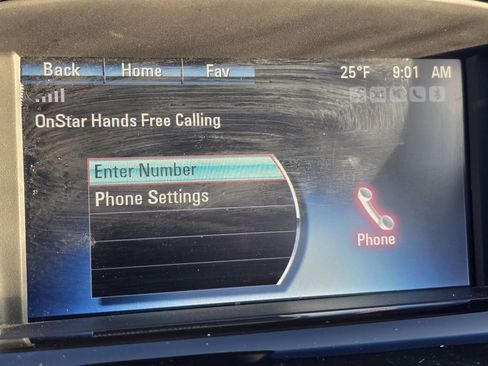 Back Home Fav 25°F 9:01 AM
OnStar Hands Free Calling
Enter Number
Phone Settings
Phone